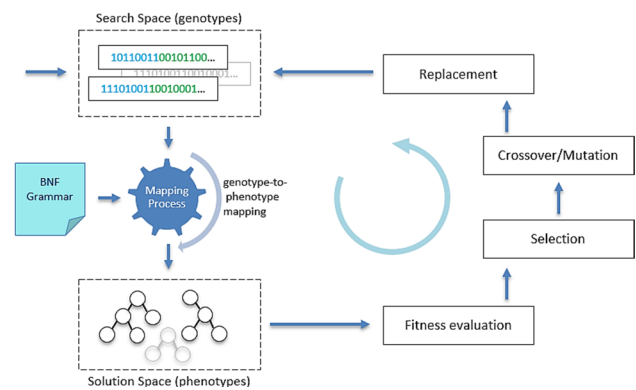 Search Space (genotypes)
1011001100101100...
1110100110010001...
1110100110010001...
Replacement
Crossover/Mutation
BNF
Grammar
Mapping
Process
genotype-to-
phenotype
mapping
Selection
Fitness evaluation
Solution Space (phenotypes)